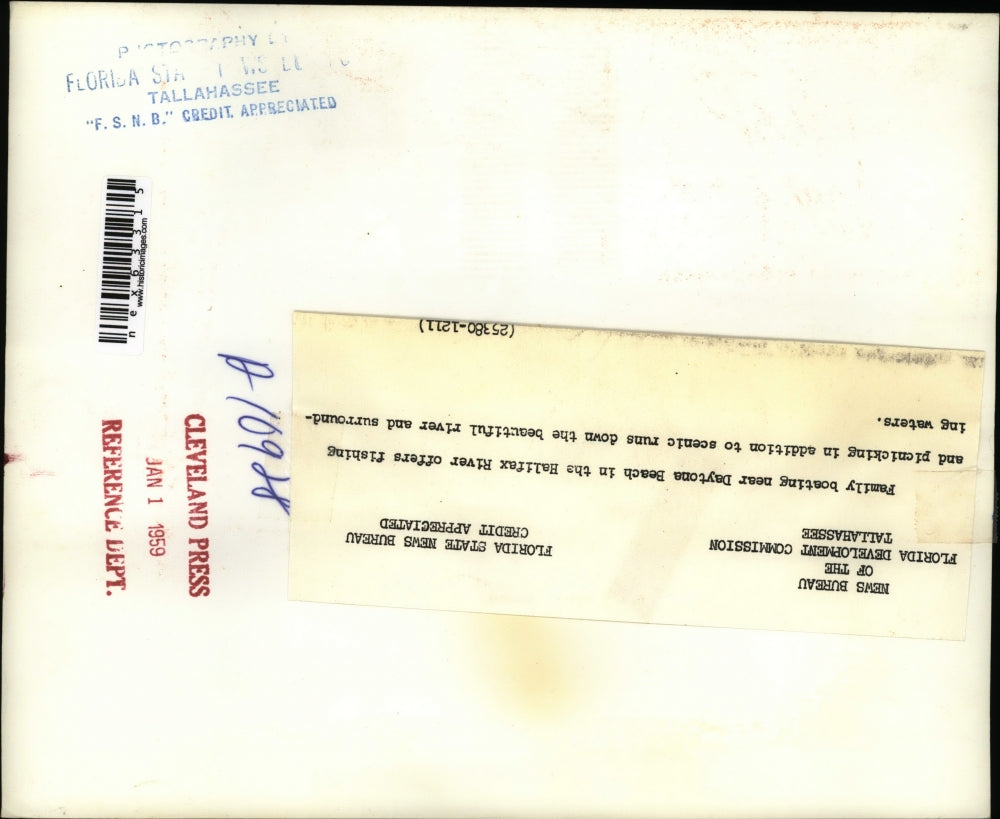 FLORIDA
TALLAHASSEE
"F. S. N. B." CREDIT. APPRECIATED
nex63315
www.historicimages.com
CLEVELAND PRESS
JAN 1 1959
REFERENCE DEPT.
NEWS BUREAU
OF THE
FLORIDA DEVELOPMENT COMMISSION
TALLAHASSEE
FLORIDA STATE NEWS BUREAU
CREDIT APPRECIATED
Family boating near Daytona Beach in the Halifax River offers fishing
and picnicking in addition to scenic runs down the beautiful river and surround-
ing waters.
(25380-1211)